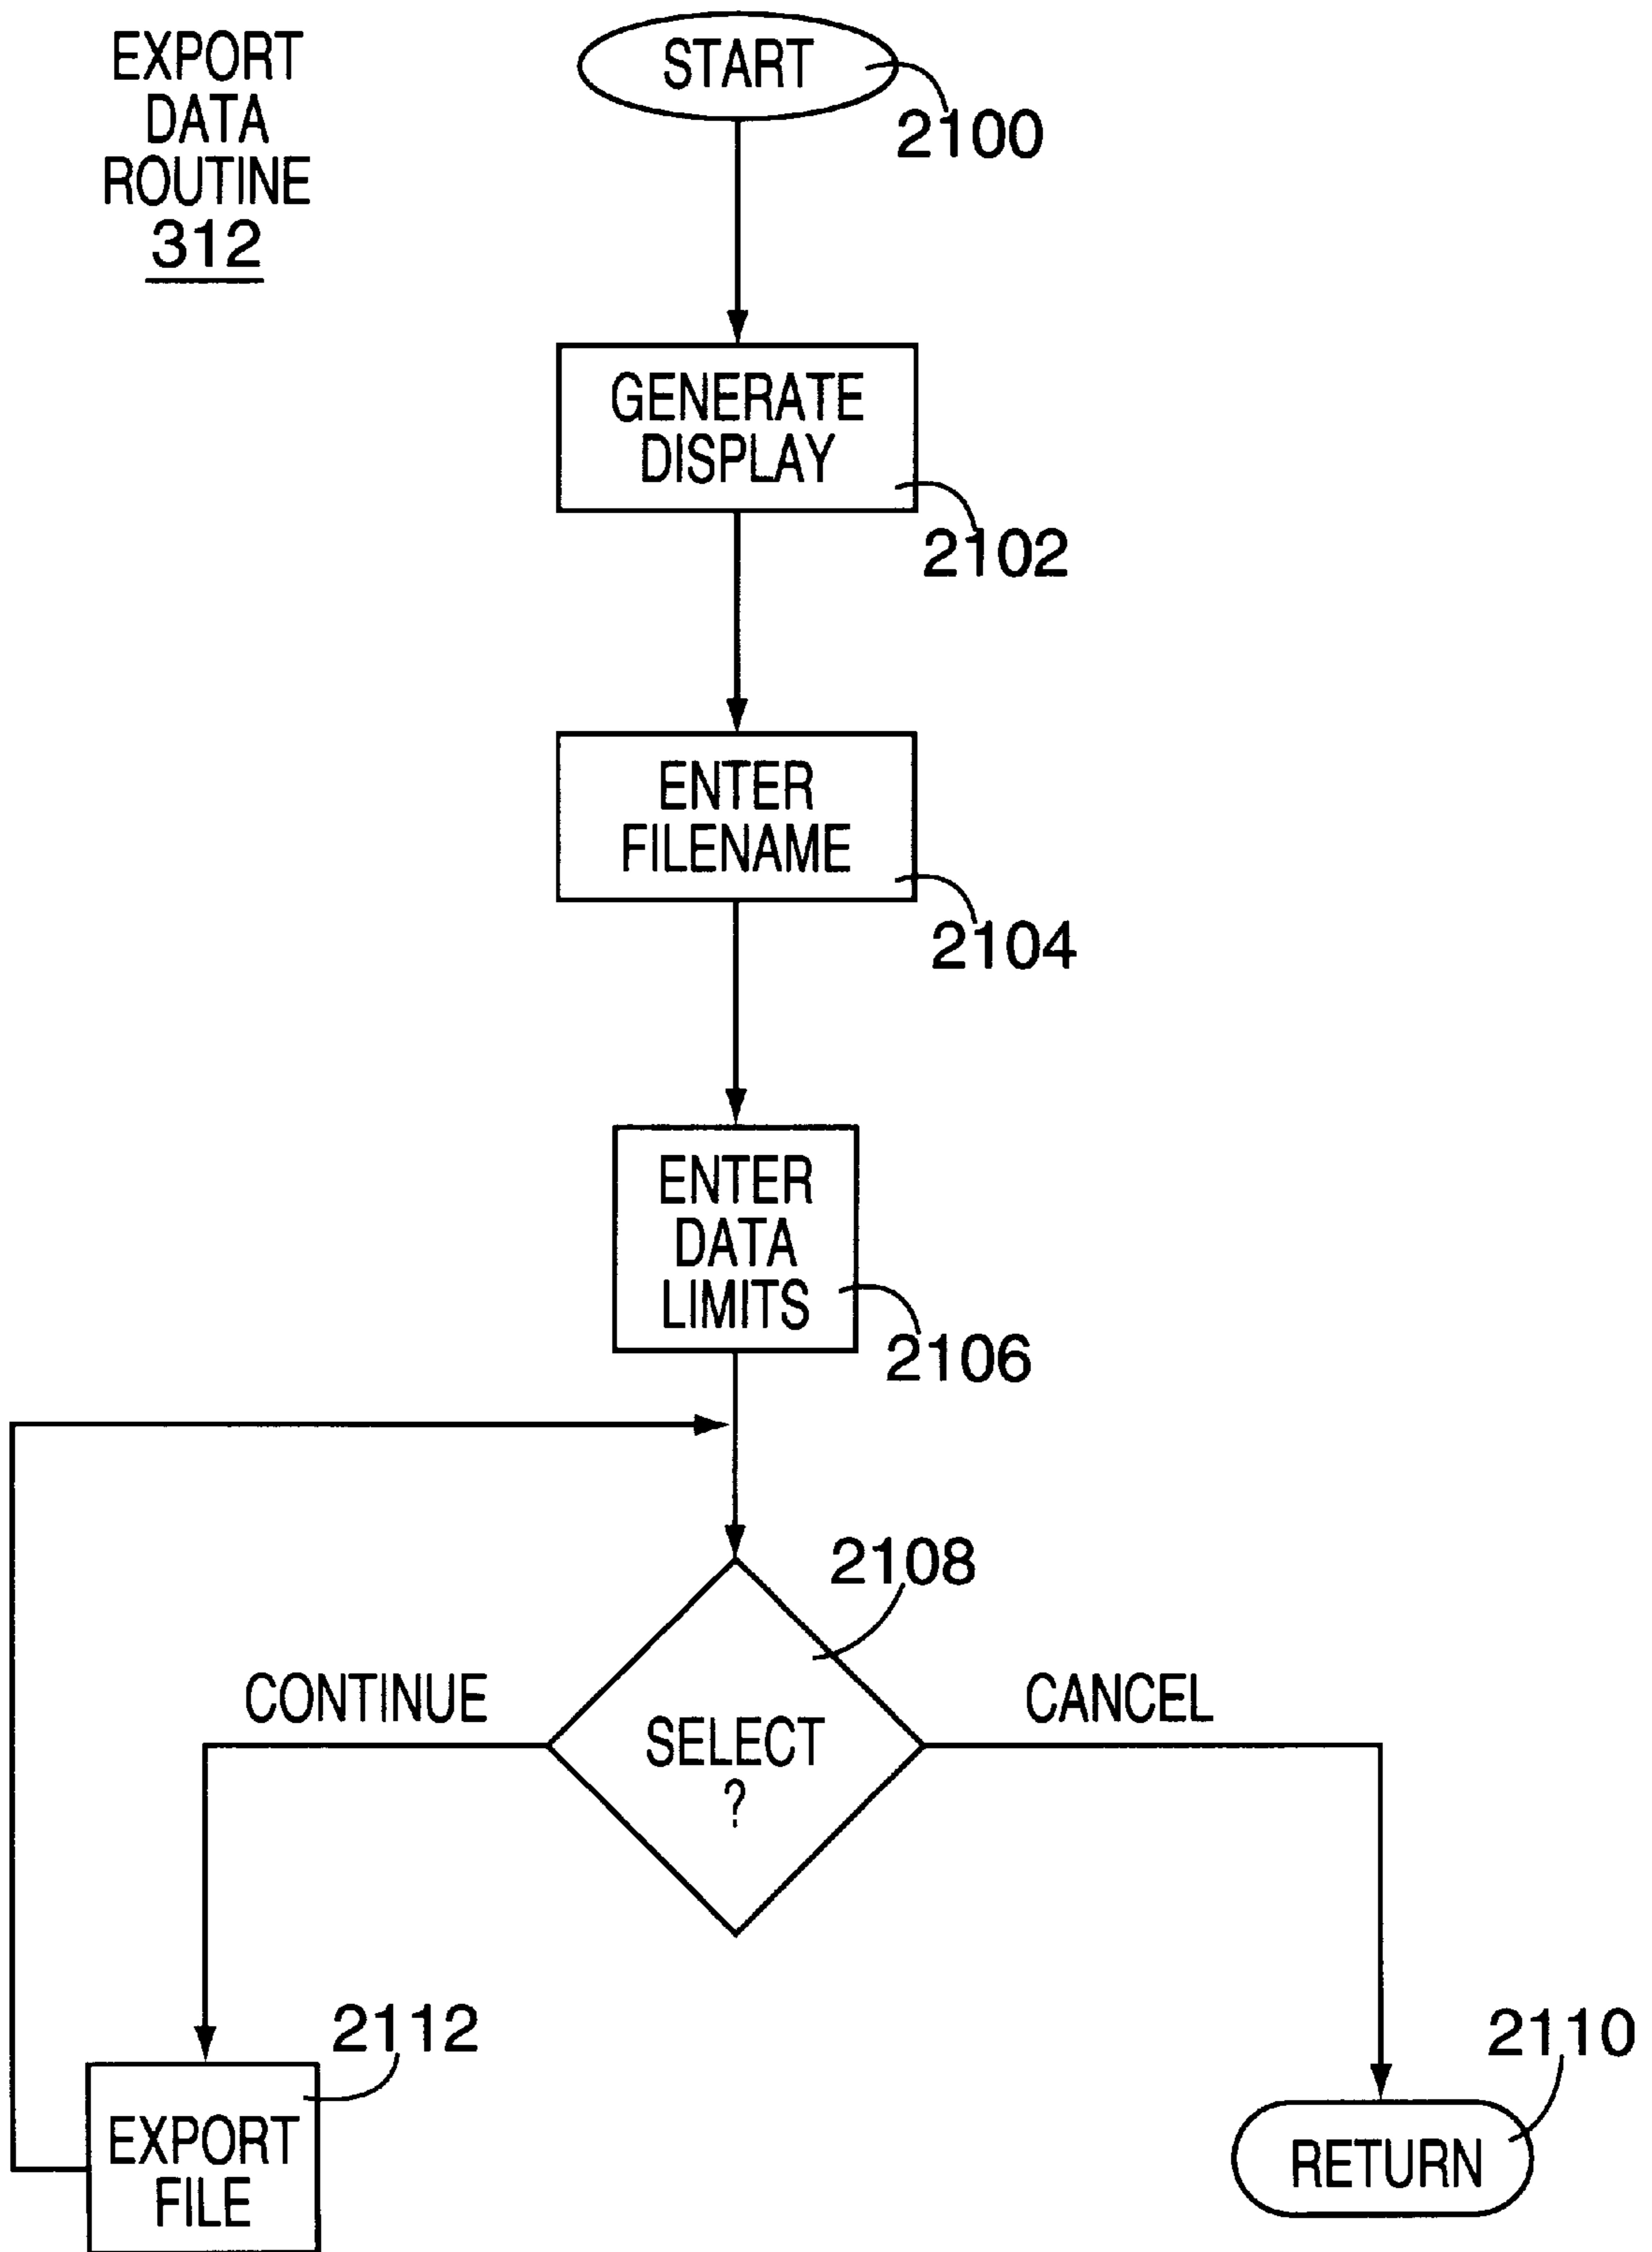 EXPORT
DATA
ROUTINE
312
START
2100
GENERATE
DISPLAY
2102
ENTER
FILENAME
2104
ENTER
DATA
LIMITS
2106
2108
CONTINUE
SELECT
?
CANCEL
2112
EXPORT
FILE
2110
RETURN